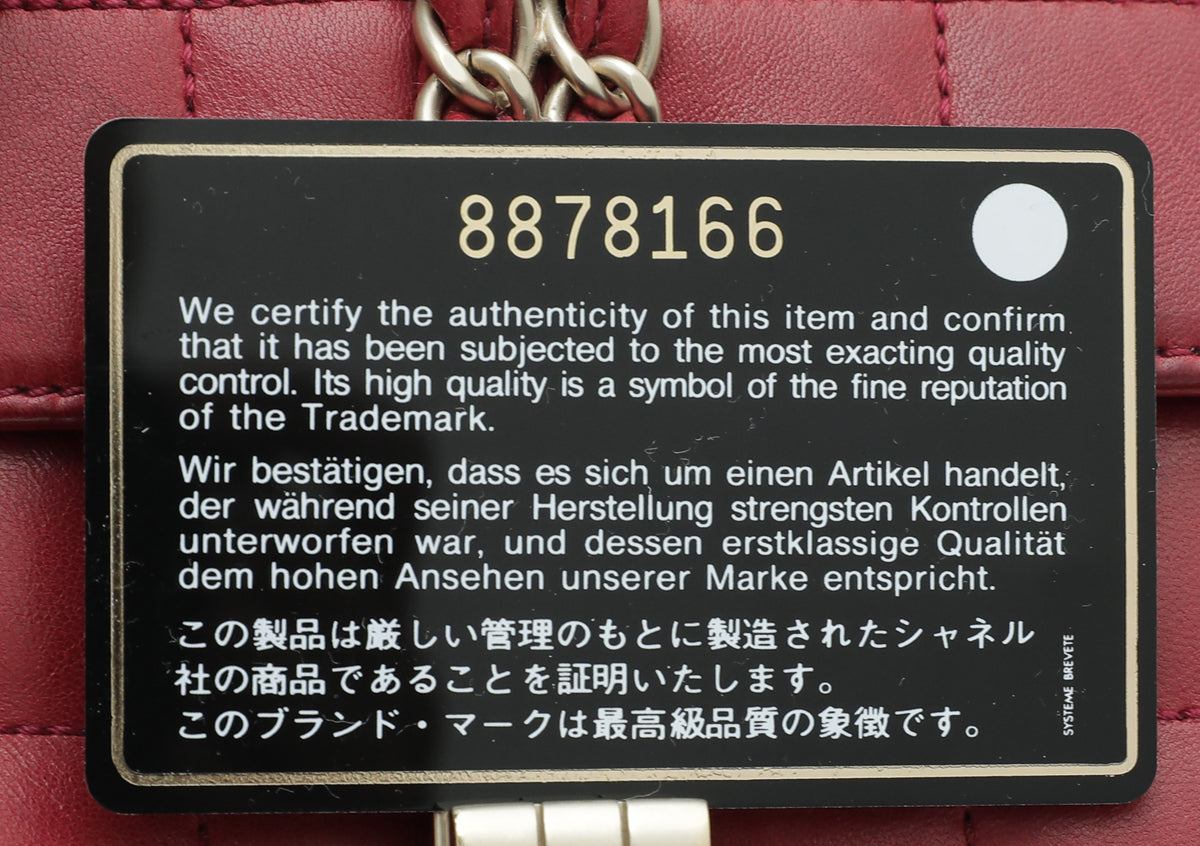 8878166
We certify the authenticity of this item and confirm
that it has been subjected to the most exacting quality
control. Its high quality is a symbol of the fine reputation
of the Trademark.
Wir bestätigen, dass es sich um einen Artikel handelt,
der während seiner Herstellung strengsten Kontrollen
unterworfen war, und dessen erstklassige Qualität
dem hohen Ansehen unserer Marke entspricht.
この製品は厳しい管理のもとに製造されたシャネル
社の商品であることを証明いたします。
このブランド・マークは最高級品質の象徴です。
SYSTEME BREVETE